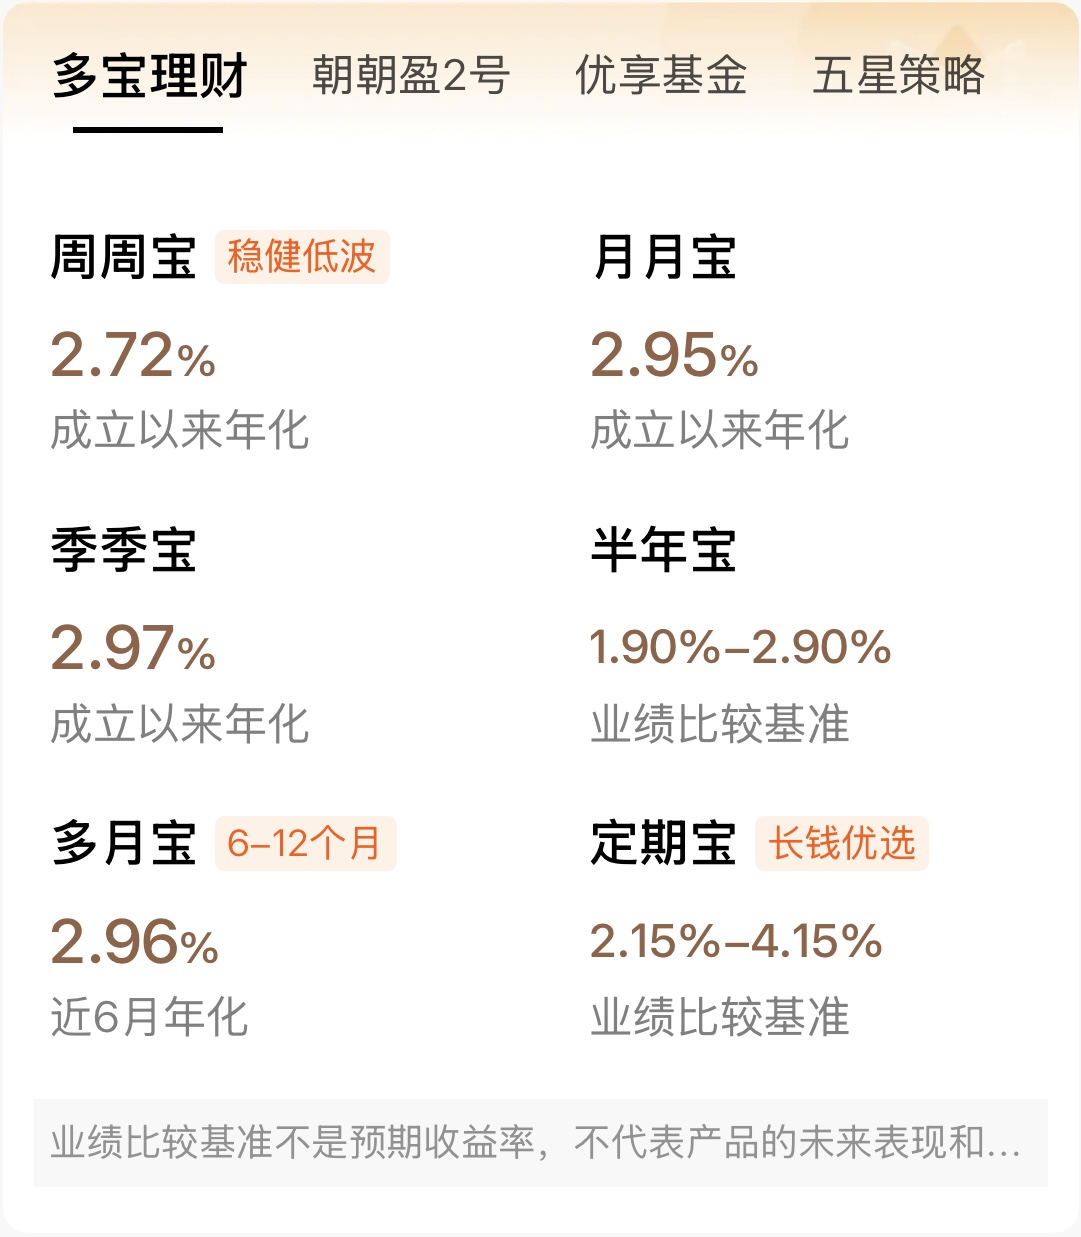 多宝理财 朝朝盈2号 优享基金 五星策略
周周宝 稳健低波
2.72%
成立以来年化
月月宝
2.95%
成立以来年化
季季宝
2.97%
成立以来年化
半年宝
1.90%–2.90%
业绩比较基准
多月宝 6–12个月
2.96%
近6月年化
定期宝 长钱优选
2.15%–4.15%
业绩比较基准
业绩比较基准不是预期收益率，不代表产品的未来表现和...